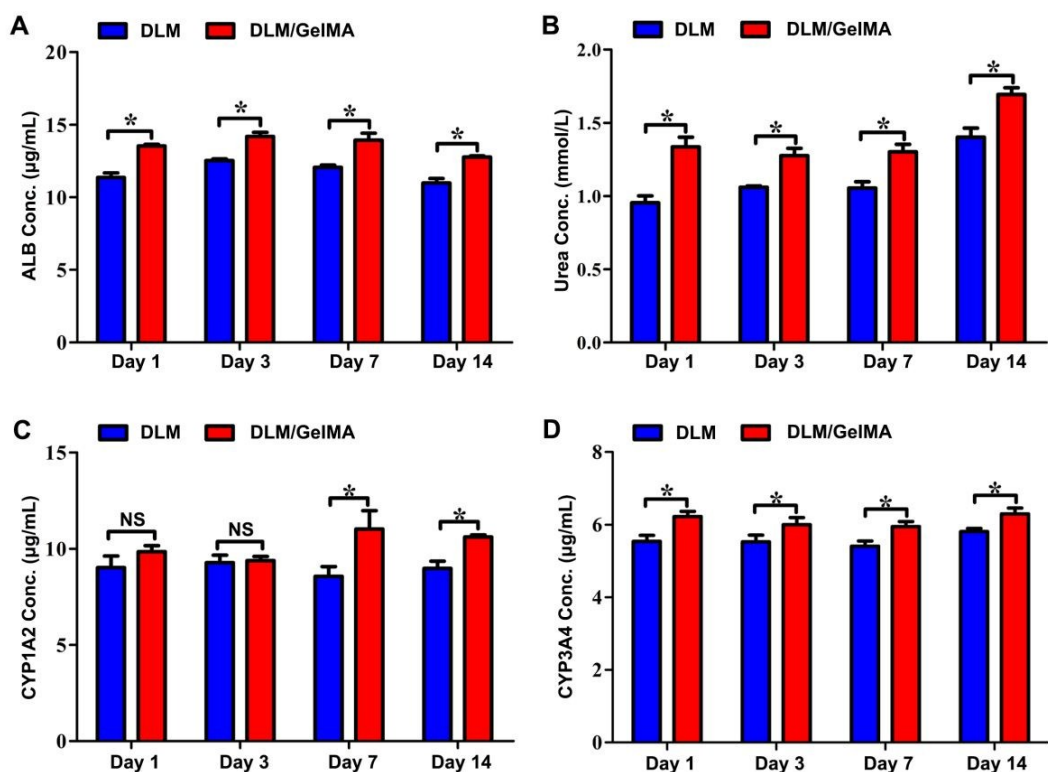 A
DLM DLM/GelMA
ALB Conc. (μg/mL)
20
15
10
5
0
* * * *
Day 1 Day 3 Day 7 Day 14
B
DLM DLM/GelMA
Urea Conc. (mmol/L)
2.0
1.5
1.0
0.5
0.0
* * * *
Day 1 Day 3 Day 7 Day 14
C
DLM DLM/GelMA
CYP1A2 Conc. (μg/mL)
15
10
5
0
NS NS * *
Day 1 Day 3 Day 7 Day 14
D
DLM DLM/GelMA
CYP3A4 Conc. (μg/mL)
8
6
4
2
0
* * * *
Day 1 Day 3 Day 7 Day 14